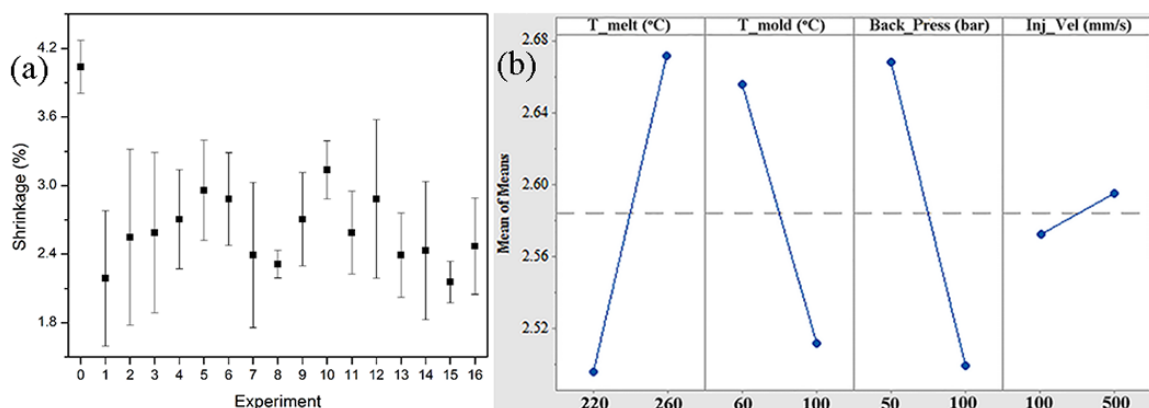 (a)
Shrinkage (%)
4.2
3.6
3.0
2.4
1.8
0 1 2 3 4 5 6 7 8 9 10 11 12 13 14 15 16
Experiment
(b)
T_melt (°C) T_mold (°C) Back_Press (bar) Inj_Vel (mm/s)
Mean of Means
2.68
2.64
2.60
2.56
2.52
220 260 60 100 50 100 100 500